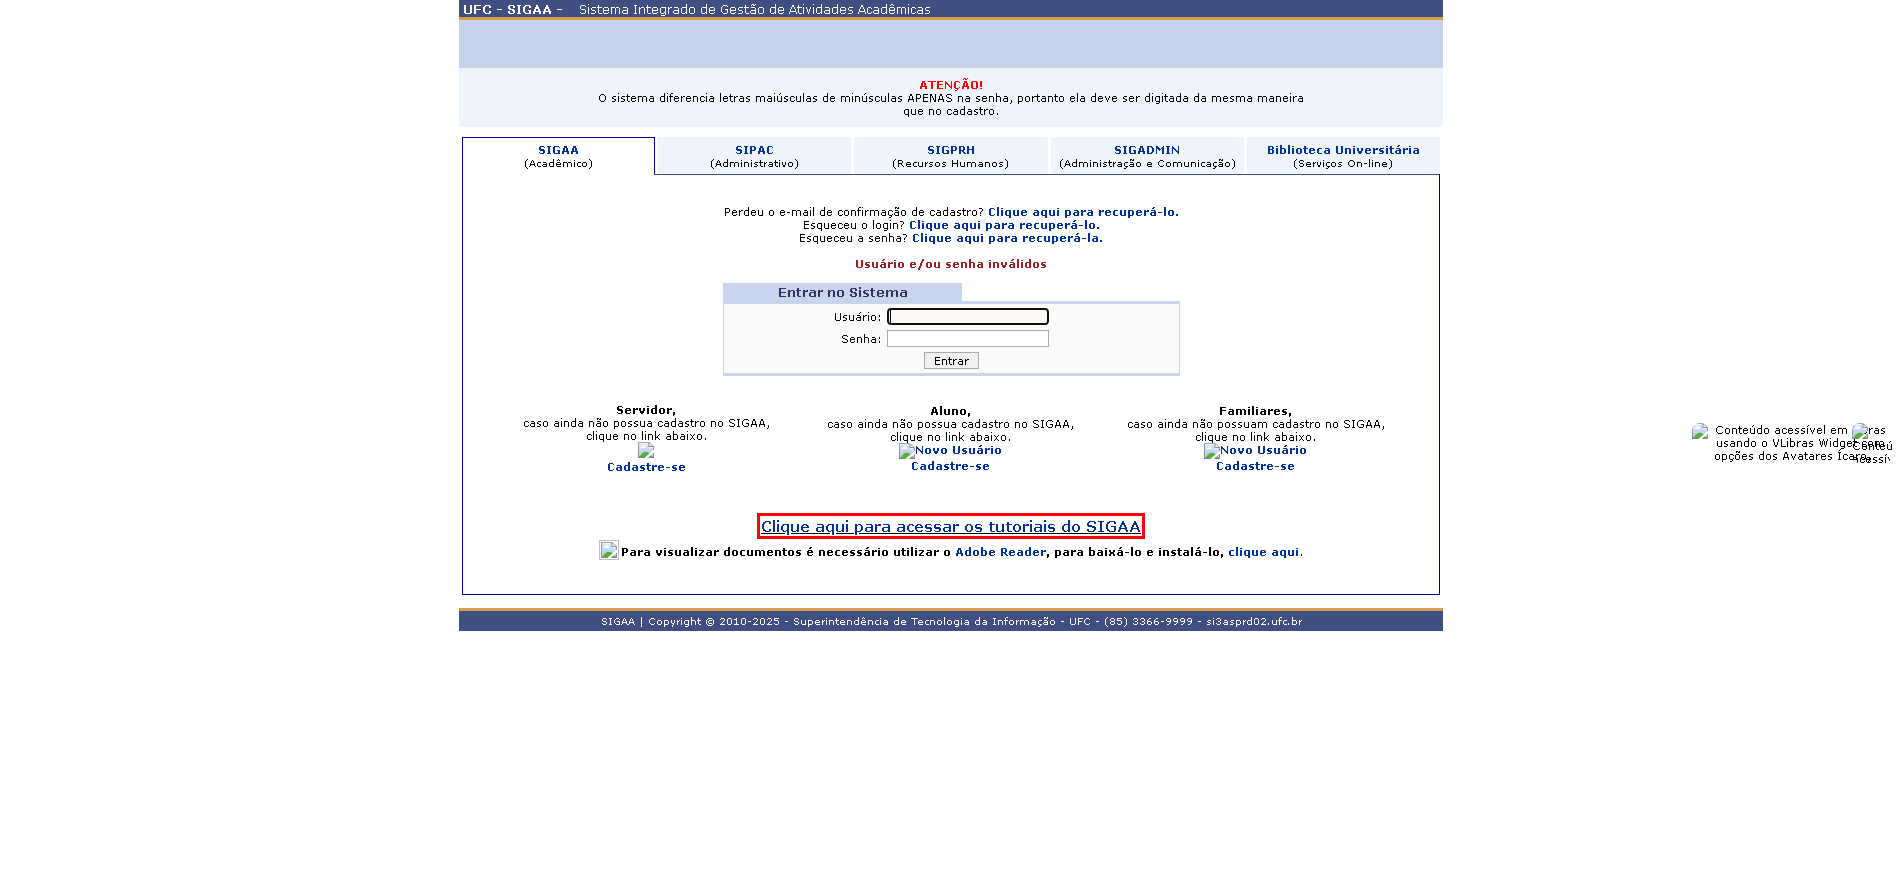 UFC - SIGAA - Sistema Integrado de Gestão de Atividades Acadêmicas
ATENÇÃO!
O sistema diferencia letras maiúsculas de minúsculas APENAS na senha, portanto ela deve ser digitada da mesma maneira
que no cadastro.
SIGAA
(Acadêmico)
SIPAC
(Administrativo)
SIGPRH
(Recursos Humanos)
SIGADMIN
(Administração e Comunicação)
Biblioteca Universitária
(Serviços On-line)
Perdeu o e-mail de confirmação de cadastro? Clique aqui para recuperá-lo.
Esqueceu o login? Clique aqui para recuperá-lo.
Esqueceu a senha? Clique aqui para recuperá-la.
Usuário e/ou senha inválidos
Entrar no Sistema
Usuário:
Senha:
Entrar
Servidor,
caso ainda não possua cadastro no SIGAA,
clique no link abaixo.
Cadastre-se
Aluno,
caso ainda não possua cadastro no SIGAA,
clique no link abaixo.
Novo Usuário
Cadastre-se
Familiares,
caso ainda não possuam cadastro no SIGAA,
clique no link abaixo.
Novo Usuário
Cadastre-se
Conteúdo acessível em
usando o VLibras Widget com
opções dos Avatares Ícaro,
Clique aqui para acessar os tutoriais do SIGAA
Para visualizar documentos é necessário utilizar o Adobe Reader, para baixá-lo e instalá-lo, clique aqui.
SIGAA | Copyright © 2010-2025 - Superintendência de Tecnologia da Informação - UFC - (85) 3366-9999 - si3asprd02.ufc.br